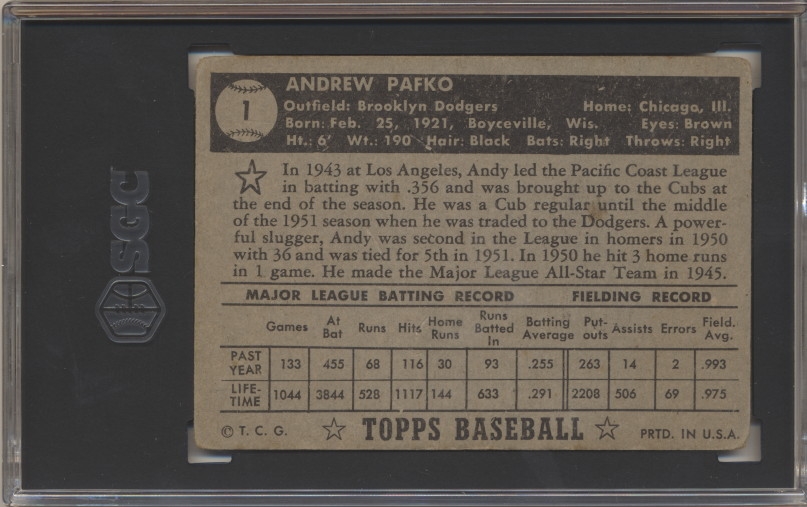 SGC
1
ANDREW PAFKO
Outfield: Brooklyn Dodgers Home: Chicago, Ill.
Born: Feb. 25, 1921, Boyceville, Wis. Eyes: Brown
Ht.: 6' Wt.: 190 Hair: Black Bats: Right Throws: Right
In 1943 at Los Angeles, Andy led the Pacific Coast League
in batting with .356 and was brought up to the Cubs at
the end of the season. He was a Cub regular until the middle
of the 1951 season when he was traded to the Dodgers. A power-
ful slugger, Andy was second in the League in homers in 1950
with 36 and was tied for 5th in 1951. In 1950 he hit 3 home runs
in 1 game. He made the Major League All-Star Team in 1945.
MAJOR LEAGUE BATTING RECORD FIELDING RECORD
Games At Bat Runs Hits Home Runs Runs Batted In Batting Average Put-outs Assists Errors Field. Avg.
PAST YEAR 133 455 68 116 30 93 .255 263 14 2 .993
LIFE-TIME 1044 3844 528 1117 144 633 .291 2208 506 69 .975
© T. C. G. TOPPS BASEBALL PRTD. IN U.S.A.